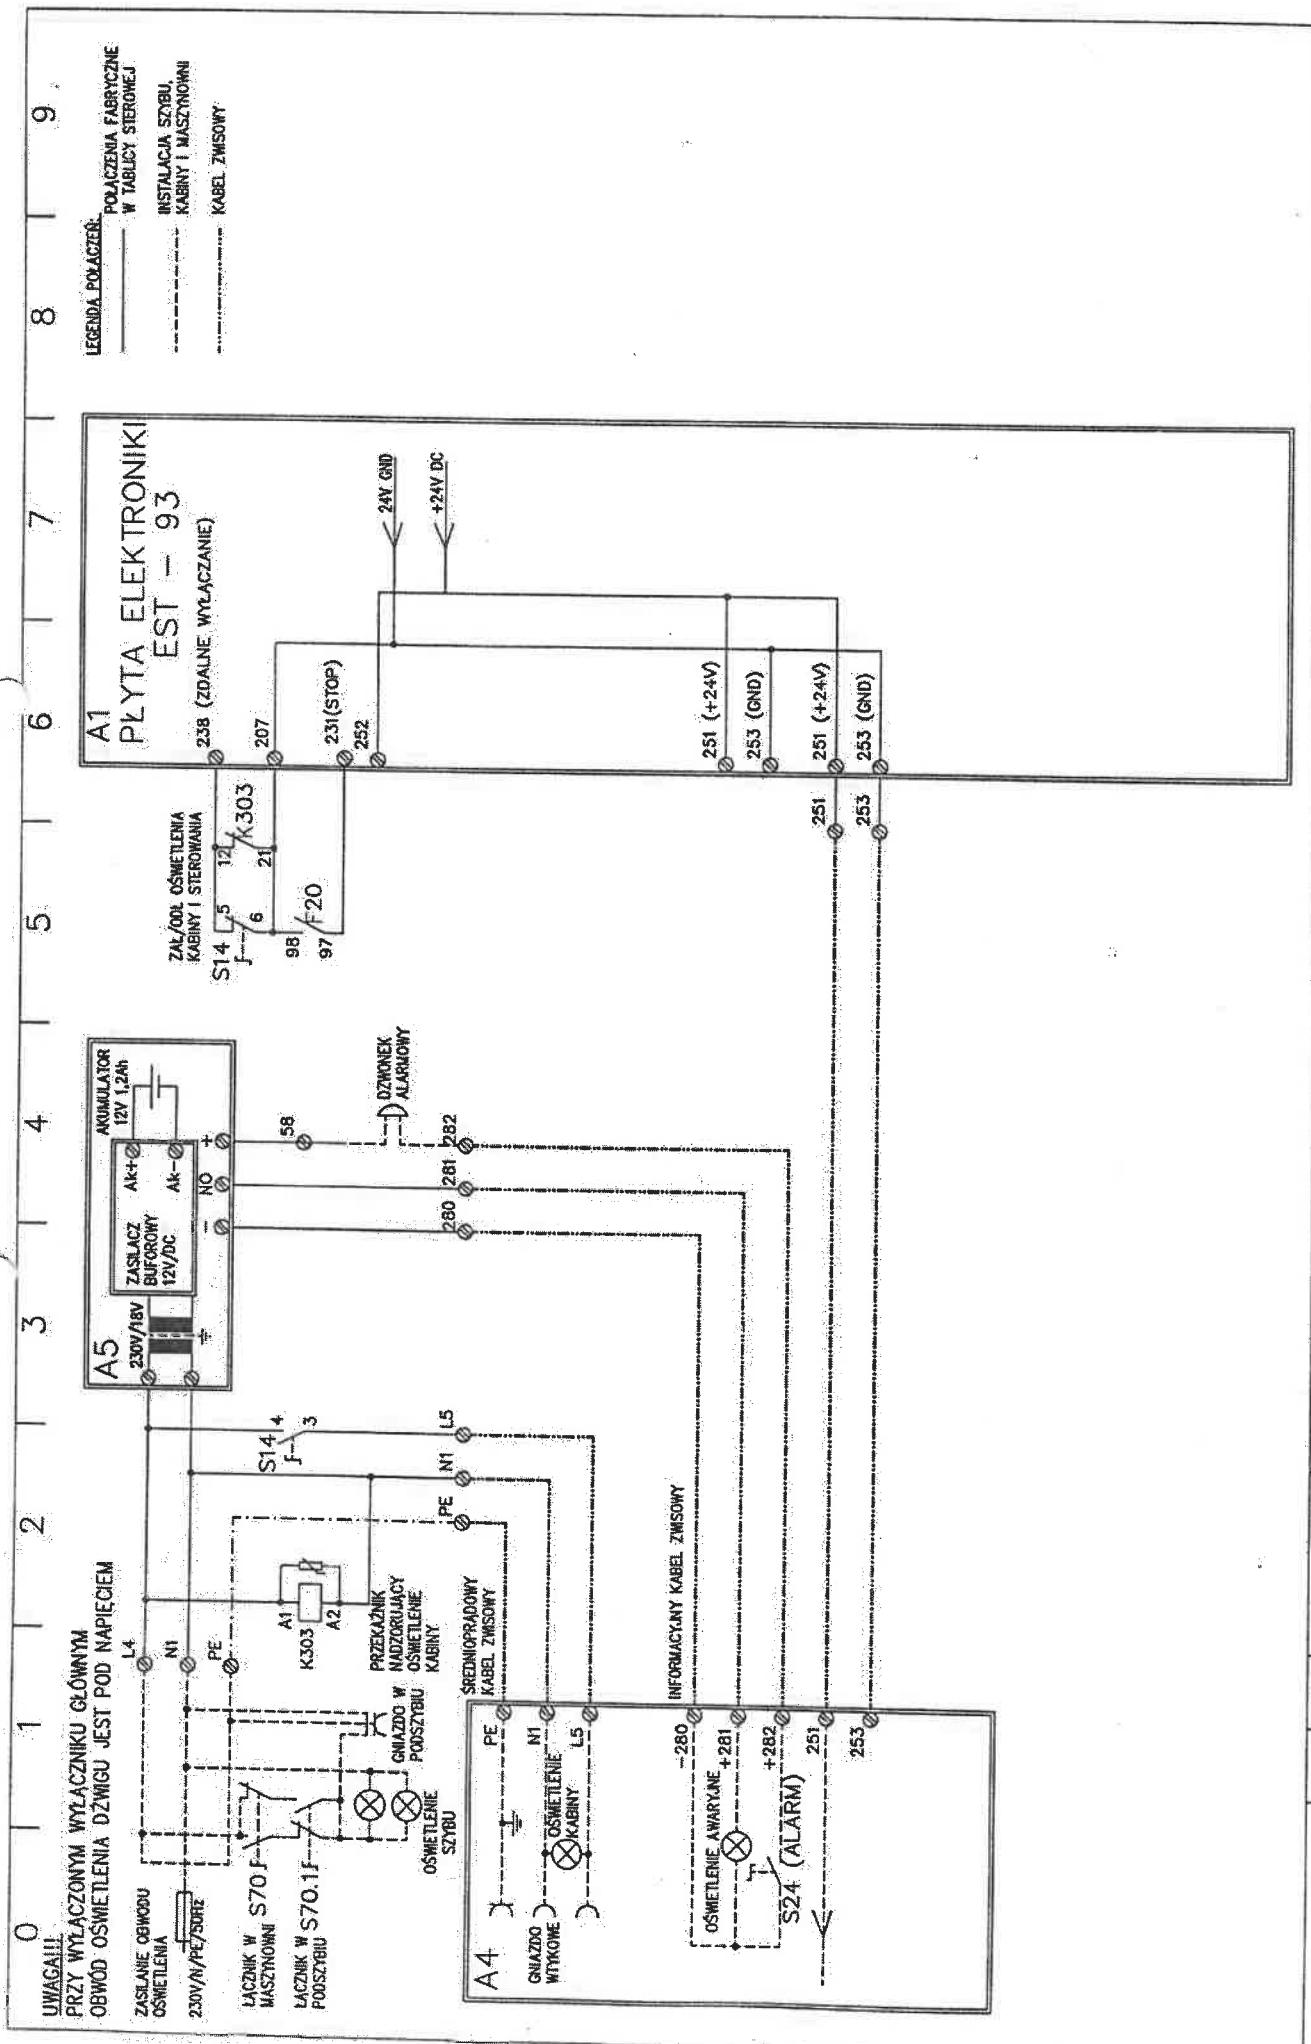 0 1 2 3 4 5 6 7 8 9
UWAGA!!!
PRZY WYŁĄCZONYM WYŁĄCZNIKU GŁÓWNYM
OBWÓD OŚWIETLENIA DŹWIGU JEST POD NAPIĘCIEM
ZASILANIE OBWODU
OŚWIETLENIA
230V/N/PE/50Hz
L4
N1
PE
ŁĄCZNIK W
MASZYNOWNI
S70
ŁĄCZNIK W
PODSZYBIU
S70.1
OŚWIETLENIE
SZYBU
GNIAZDO W
PODSZYBIU
A1
K303
A2
PRZEKAŹNIK
NADZORUJĄCY
OŚWIETLENIE
KABINY
S14
4
3
PE
N1
L5
A5
230V/18V
ZASILACZ
BUFOROWY
12V/DC
Ak+
Ak-
AKUMULATOR
12V 1,2Ah
-
NO
+
58
DZWONEK
ALARMOWY
280
281
282
ZAŁ/ODŁ OŚWIETLENIA
KABINY I STEROWANIA
S14
5
6
12
21
K303
98
97
F20
A1
PŁYTA ELEKTRONIKI
EST - 93
238 (ZDALNE WYŁĄCZANIE)
207
231(STOP)
252
24V GND
+24V DC
251 (+24V)
253 (GND)
251 (+24V)
253 (GND)
251
253
LEGENDA POŁĄCZEŃ:
POŁĄCZENIA FABRYCZNE
W TABLICY STEROWEJ
INSTALACJA SZYBU,
KABINY I MASZYNOWNI
KABEL ZWISOWY
ŚREDNIOPRĄDOWY
KABEL ZWISOWY
INFORMACYJNY KABEL ZWISOWY
A4
PE
N1
L5
GNIAZDO
WTYKOWE
OŚWIETLENIE
KABINY
-280
+281
+282
251
253
OŚWIETLENIE AWARYJNE
S24 (ALARM)